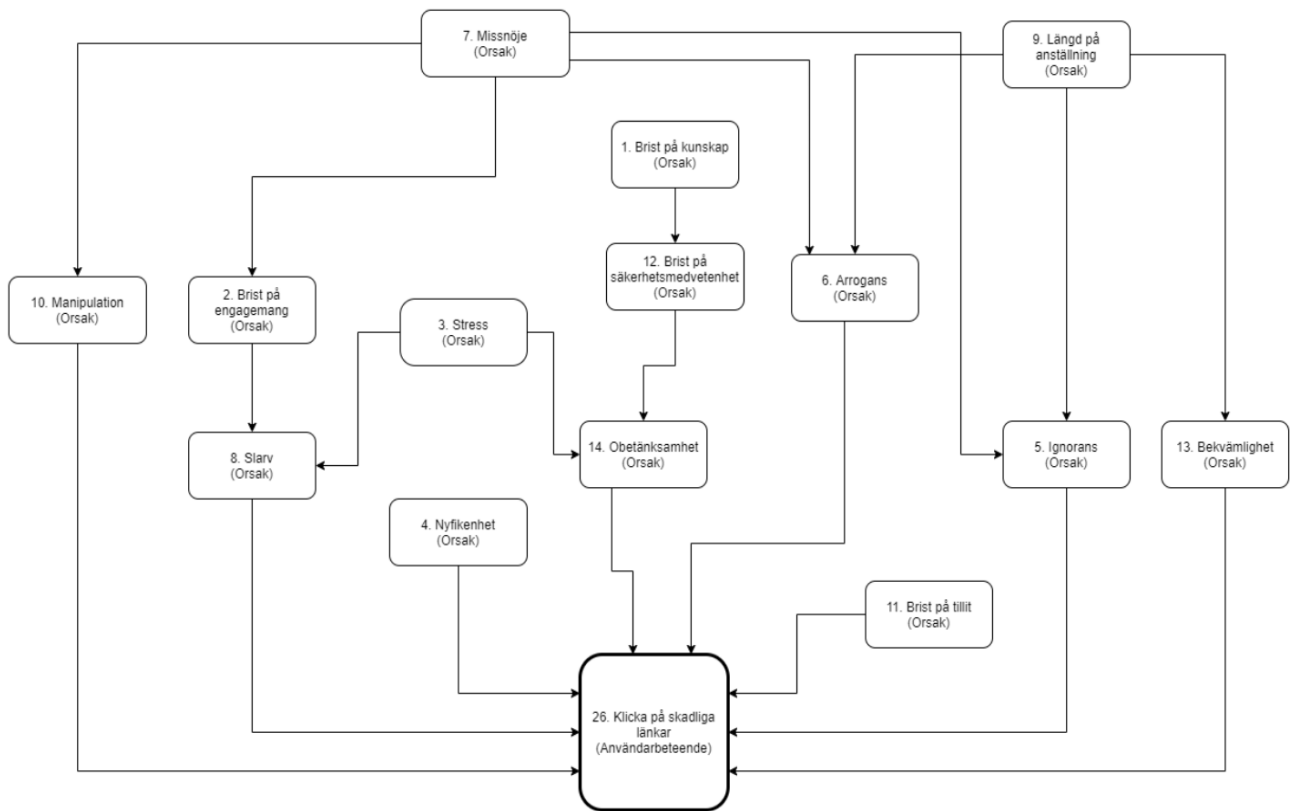 7. Missnöje
(Orsak)
9. Längd på
anställning
(Orsak)
1. Brist på kunskap
(Orsak)
12. Brist på
säkerhetsmedvetenhet
(Orsak)
6. Arrogans
(Orsak)
10. Manipulation
(Orsak)
2. Brist på
engagemang
(Orsak)
3. Stress
(Orsak)
8. Slarv
(Orsak)
14. Obetänksamhet
(Orsak)
5. Ignorans
(Orsak)
13. Bekvämlighet
(Orsak)
4. Nyfikenhet
(Orsak)
11. Brist på tillit
(Orsak)
26. Klicka på skadliga
länkar
(Användarbeteende)